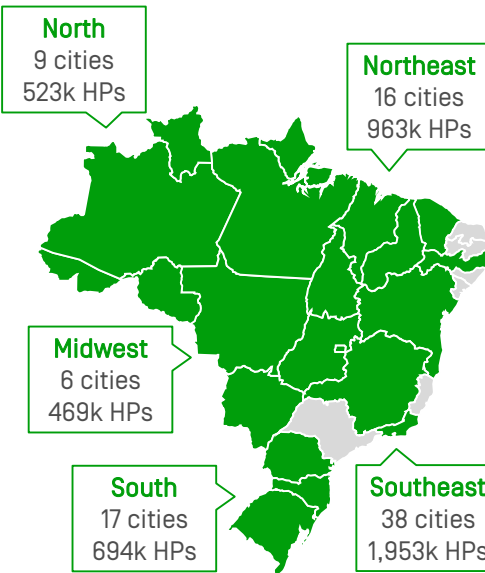 North
9 cities
523k HPs
Northeast
16 cities
963k HPs
Midwest
6 cities
469k HPs
South
17 cities
694k HPs
Southeast
38 cities
1,953k HPs